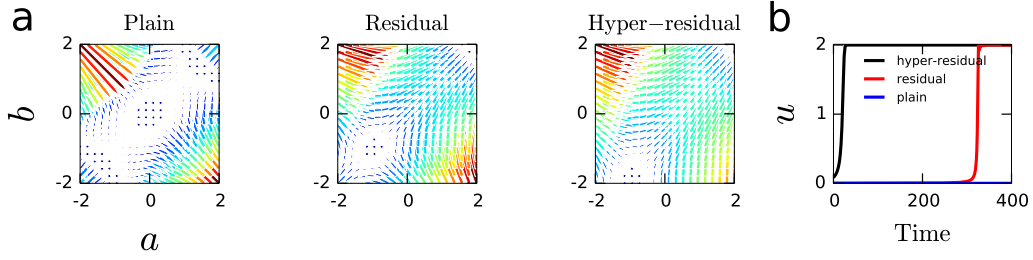 a
Plain
2
0
-2
b
-2 0 2
a
Residual
2
0
-2
-2 0 2
Hyper−residual
2
0
-2
-2 0 2
b
2
1
0
u
hyper-residual
residual
plain
0 200 400
Time